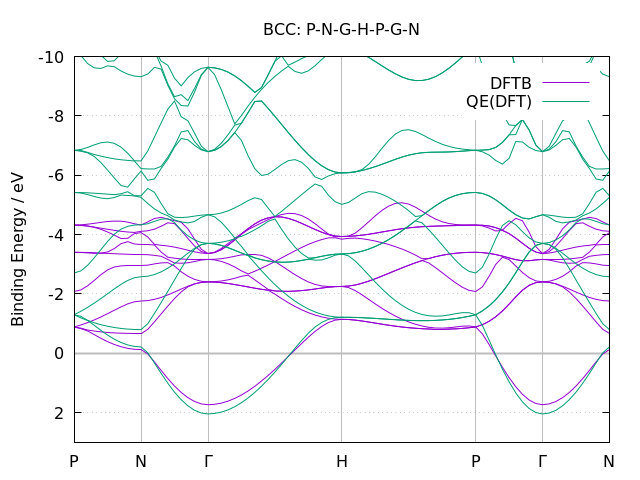 BCC: P-N-G-H-P-G-N
-10
DFTB
QE(DFT)
-8
-6
-4
-2
0
2
Binding Energy / eV
P N Γ H P Γ N